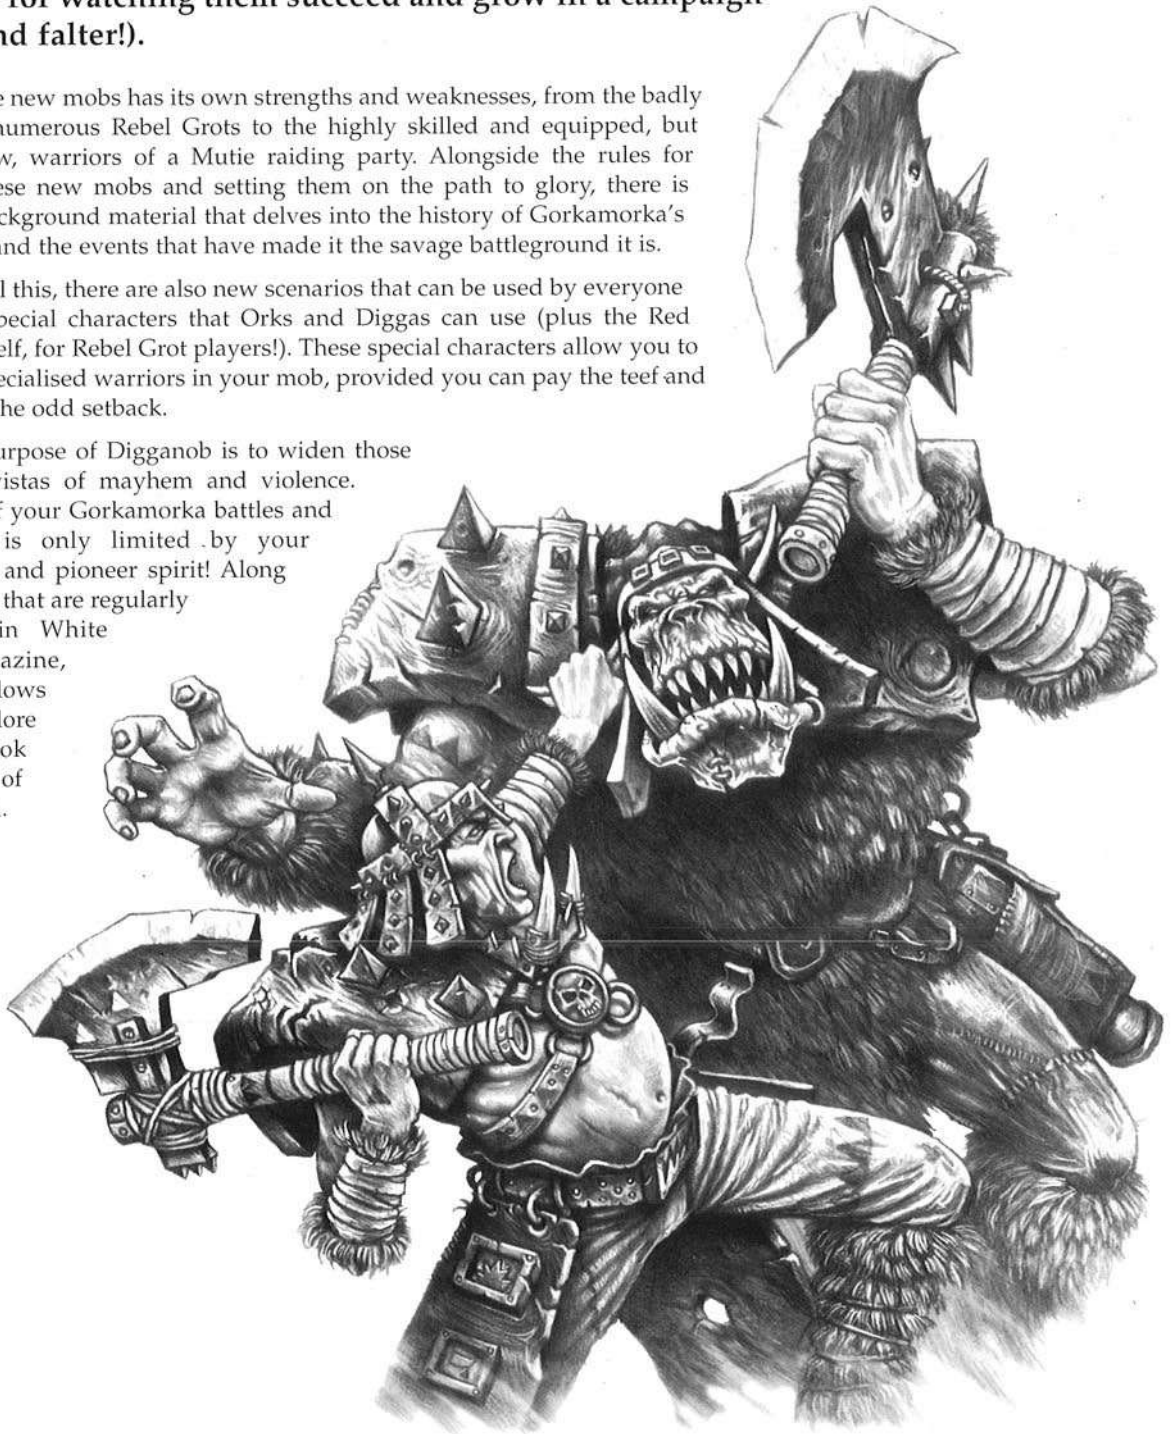 for watching them succeed and grow in a campaign
nd falter!).
e new mobs has its own strengths and weaknesses, from the badly
numerous Rebel Grots to the highly skilled and equipped, but
w, warriors of a Mutie raiding party. Alongside the rules for
ese new mobs and setting them on the path to glory, there is
ckground material that delves into the history of Gorkamorka's
and the events that have made it the savage battleground it is.
l this, there are also new scenarios that can be used by everyone
pecial characters that Orks and Diggas can use (plus the Red
elf, for Rebel Grot players!). These special characters allow you to
ecialised warriors in your mob, provided you can pay the teef and
he odd setback.
urpose of Digganob is to widen those
vistas of mayhem and violence.
f your Gorkamorka battles and
is only limited by your
and pioneer spirit! Along
that are regularly
in White
azine,
lows
lore
ok
of
.